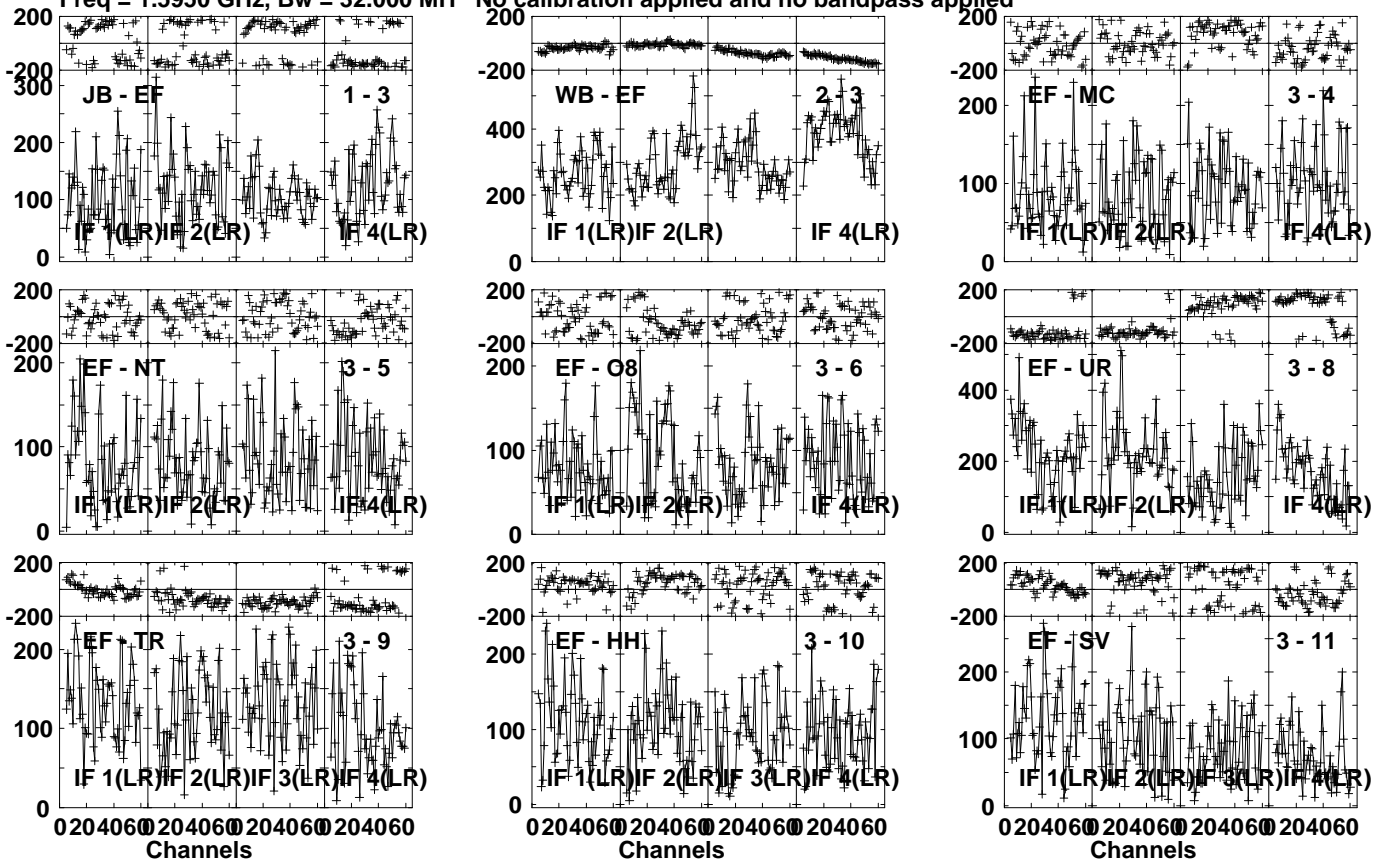 Freq = 1.5950 GHz, Bw = 32.000 MH No calibration applied and no bandpass applied
200 200
-200 -200 -200
300 JB - EF 1 - 3
WB - EF 2 - 3
EF - MC 3 - 4
200 400 200
100 200 100
IF 1(LR) IF 2(LR) IF 4(LR)
IF 1(LR) IF 2(LR) IF 4(LR)
IF 1(LR) IF 2(LR) IF 4(LR)
0 0 0
200 200 200
-200 -200 -200
200 EF - NT 3 - 5
200 EF - O8 3 - 6
EF - UR 3 - 8
400
100 100 200
IF 1(LR) IF 2(LR) IF 4(LR)
IF 1(LR) IF 2(LR) IF 4(LR)
IF 1(LR) IF 2(LR) IF 4(LR)
0 0 0
200 200 200
-200 -200 -200
EF - TR 3 - 9
EF - HH 3 - 10
EF - SV 3 - 11
200 200 200
100 100 100
IF 1(LR) IF 2(LR) IF 3(LR) IF 4(LR)
IF 1(LR) IF 2(LR) IF 3(LR) IF 4(LR)
IF 1(LR) IF 2(LR) IF 3(LR) IF 4(LR)
0 0 0
0 20 40 60 0 20 40 60 0 20 40 60 0 20 40 60
0 20 40 60 0 20 40 60 0 20 40 60 0 20 40 60
0 20 40 60 0 20 40 60 0 20 40 60 0 20 40 60
Channels Channels Channels